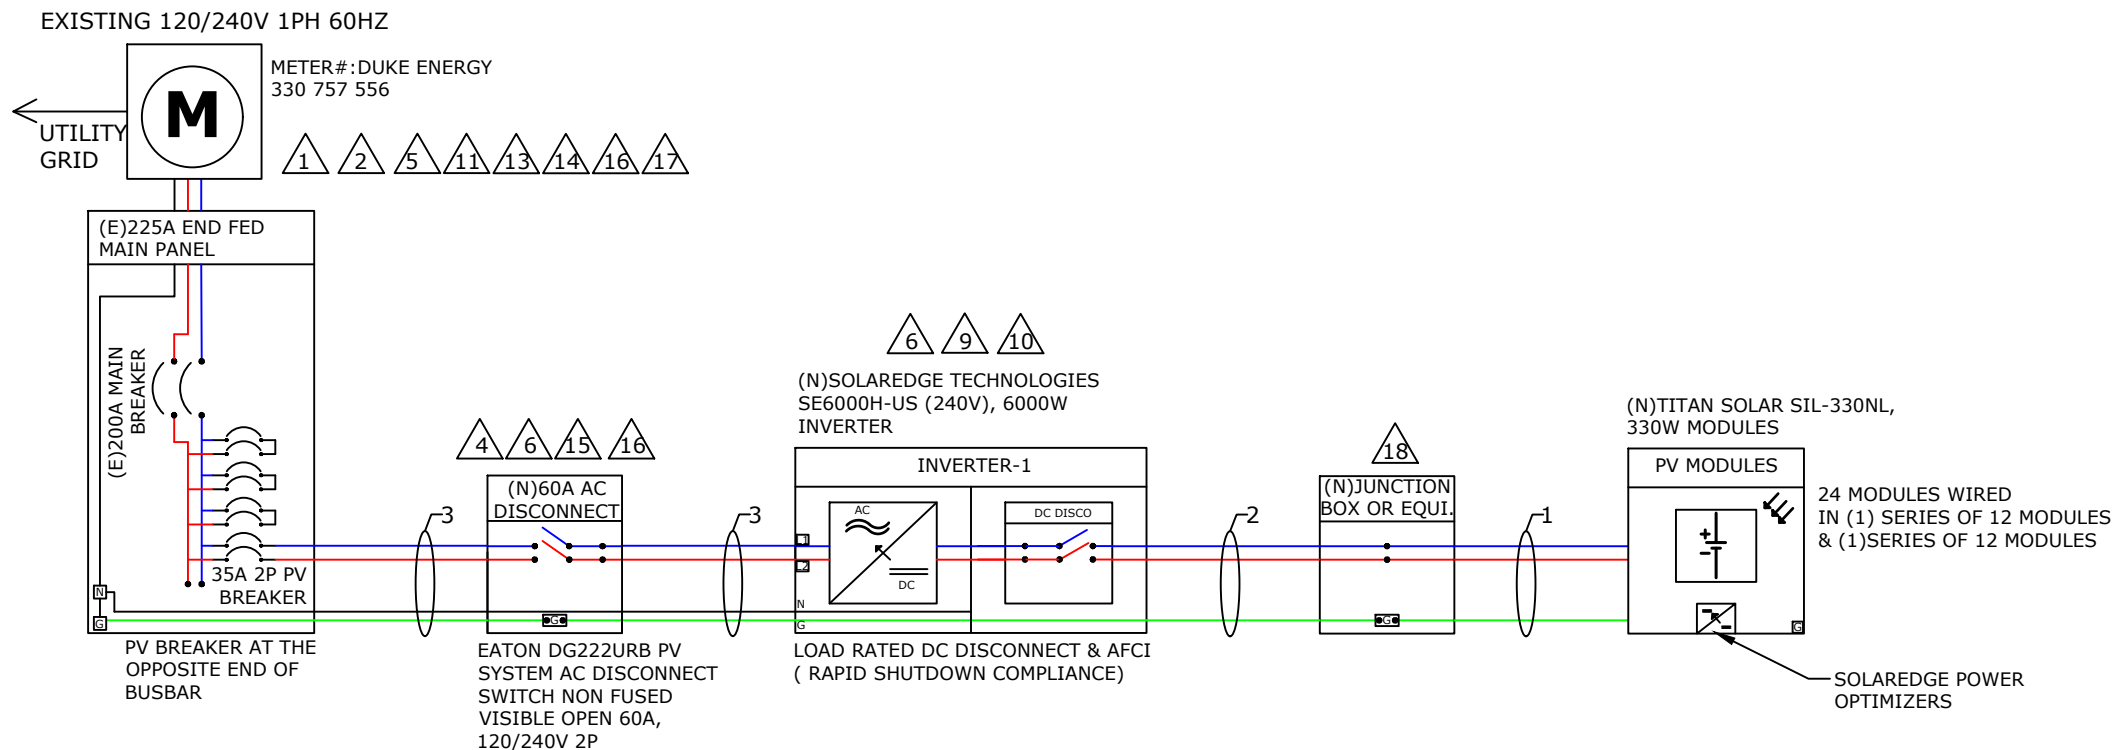 EXISTING 120/240V 1PH 60HZ
METER#:DUKE ENERGY
330 757 556
M
UTILITY
GRID
1 2 5 11 13 14 16 17
(E)225A END FED
MAIN PANEL
(E)200A MAIN
BREAKER
35A 2P PV
BREAKER
N
G
PV BREAKER AT THE
OPPOSITE END OF
BUSBAR
3
4 6 15 16
(N)60A AC
DISCONNECT
G
EATON DG222URB PV
SYSTEM AC DISCONNECT
SWITCH NON FUSED
VISIBLE OPEN 60A,
120/240V 2P
3
6 9 10
(N)SOLAREDGE TECHNOLOGIES
SE6000H-US (240V), 6000W
INVERTER
INVERTER-1
AC
DC
DC DISCO
L1
L2
N
G
LOAD RATED DC DISCONNECT & AFCI
( RAPID SHUTDOWN COMPLIANCE)
2
18
(N)JUNCTION
BOX OR EQUI.
G
1
(N)TITAN SOLAR SIL-330NL,
330W MODULES
PV MODULES
G
24 MODULES WIRED
IN (1) SERIES OF 12 MODULES
& (1)SERIES OF 12 MODULES
SOLAREDGE POWER
OPTIMIZERS